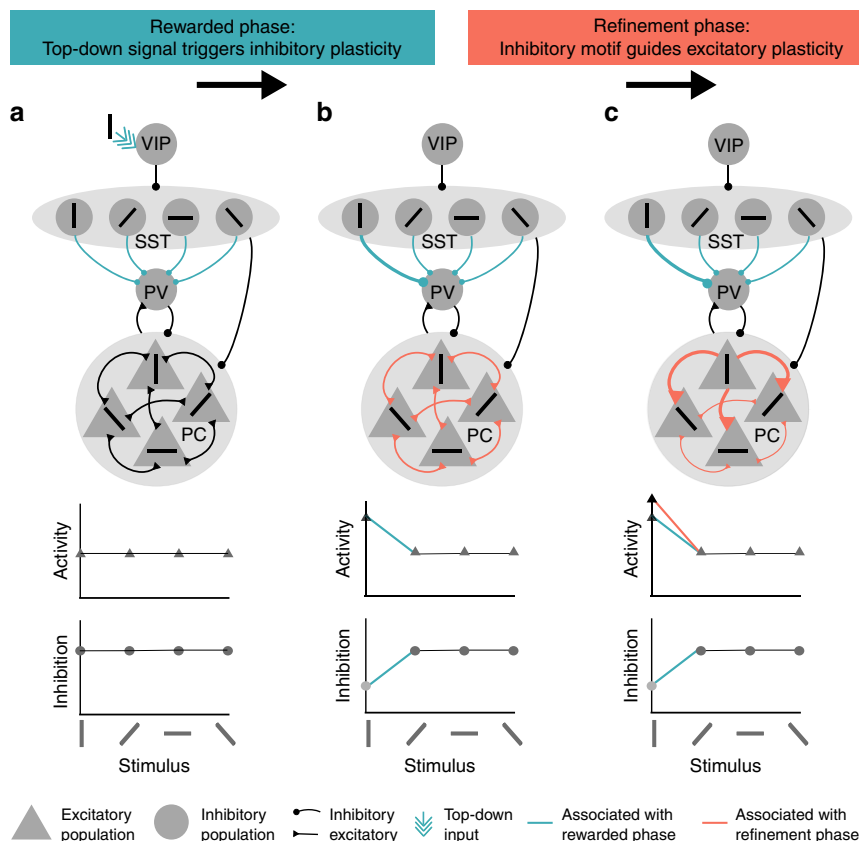 Rewarded phase:
Top-down signal triggers inhibitory plasticity
Refinement phase:
Inhibitory motif guides excitatory plasticity
a
VIP
SST
PV
PC
b
VIP
SST
PV
PC
c
VIP
SST
PV
PC
Activity
Activity
Activity
Inhibition
Inhibition
Inhibition
Stimulus
Stimulus
Stimulus
Excitatory
population
Inhibitory
population
Inhibitory
excitatory
Top-down
input
Associated with
rewarded phase
Associated with
refinement phase